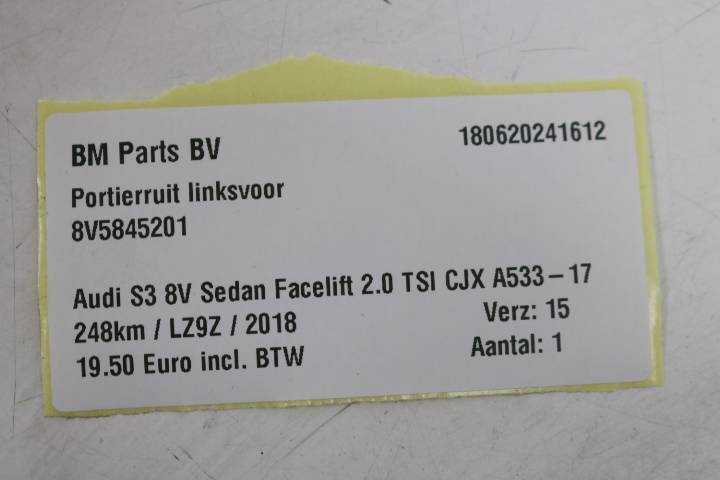 BM Parts BV 180620241612
Portierruit linksvoor
8V5845201
Audi S3 8V Sedan Facelift 2.0 TSI CJX A533-17
248km / LZ9Z / 2018 Verz: 15
19.50 Euro incl. BTW Aantal: 1